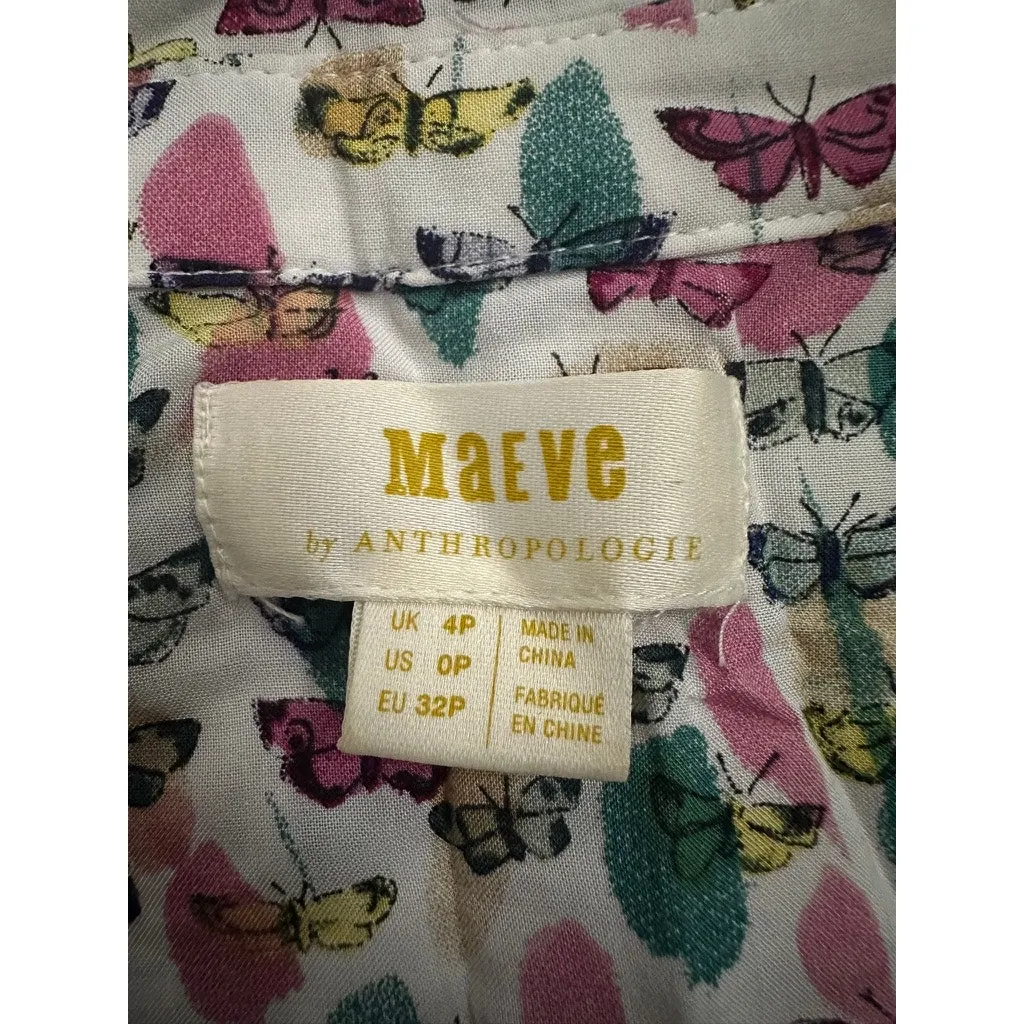 MaEVe
by ANTHROPOLOGIE
UK 4P
US 0P
EU 32P
MADE IN
CHINA
FABRIQUÉ
EN CHINE